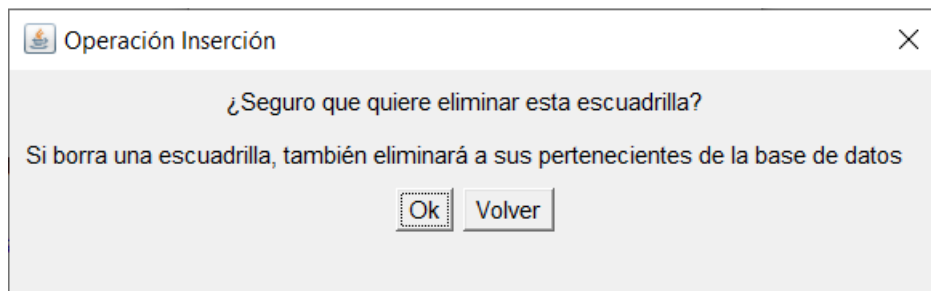 Operación Inserción
¿Seguro que quiere eliminar esta escuadrilla?
Si borra una escuadrilla, también eliminará a sus pertenecientes de la base de datos
Ok Volver